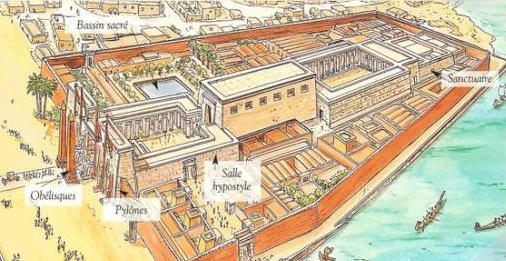 Bassin sacré
Sanctuaire
Salle
hypostyle
Obélisques
Pylônes